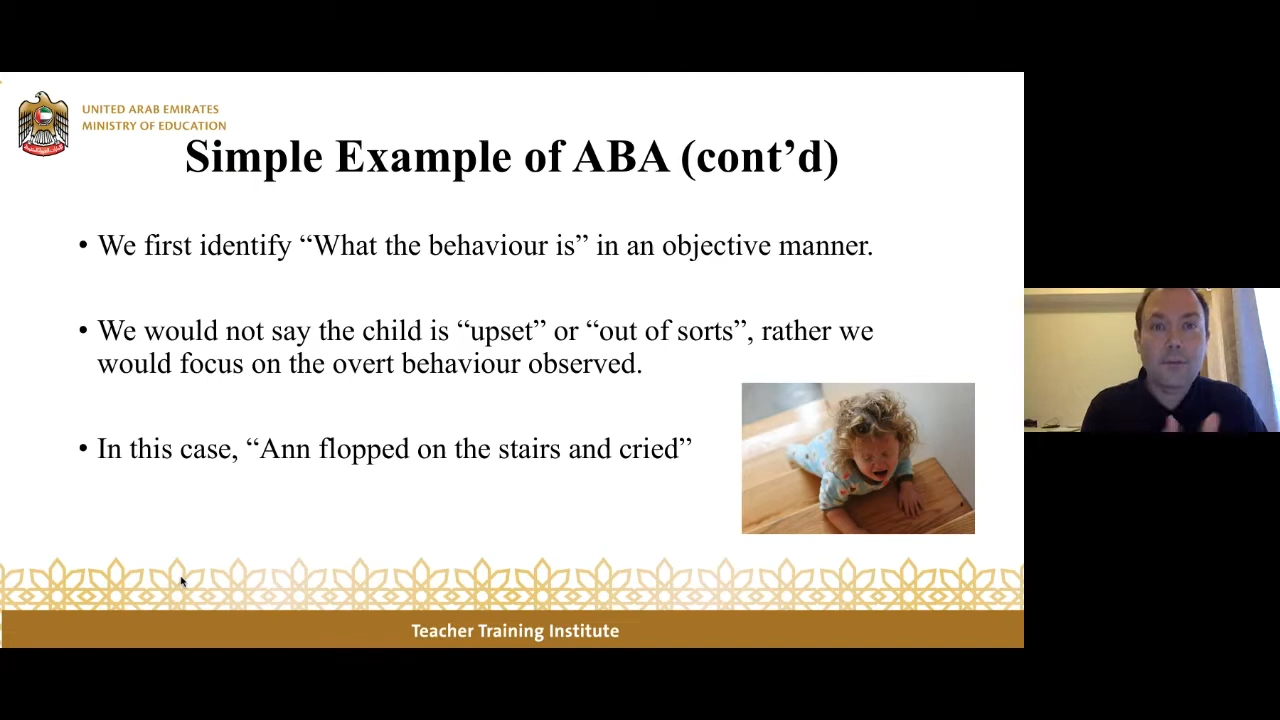 UNITED ARAB EMIRATES
MINISTRY OF EDUCATION
Simple Example of ABA (cont’d)
• We first identify “What the behaviour is” in an objective manner.
• We would not say the child is “upset” or “out of sorts”, rather we
would focus on the overt behaviour observed.
• In this case, “Ann flopped on the stairs and cried”
Teacher Training Institute